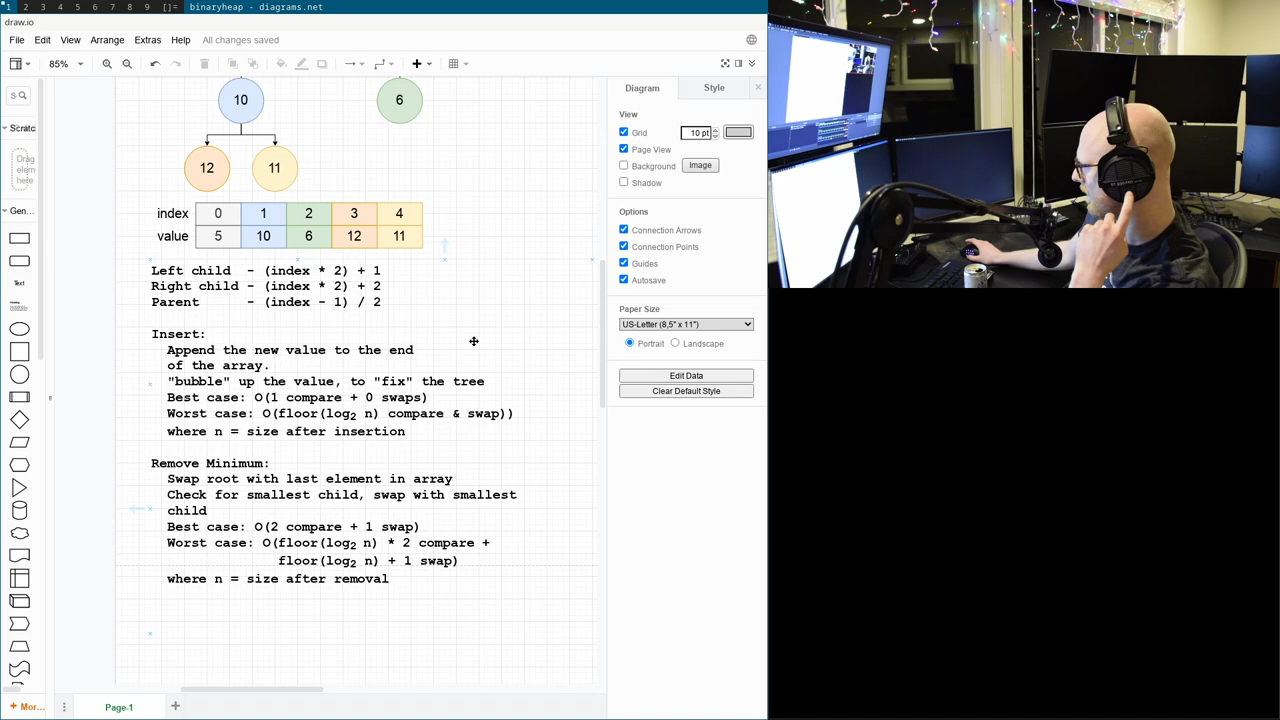 1 2 3 4 5 6 7 8 9 []= binaryheap - diagrams.net
draw.io
File Edit View Arrange Extras Help All changes saved
85%
S
Scratc
Drag
elem
here
Gen...
Text
Heading
10
6
12
11
index 0 1 2 3 4
value 5 10 6 12 11
Left child - (index * 2) + 1
Right child - (index * 2) + 2
Parent - (index - 1) / 2
Insert:
Append the new value to the end
of the array.
"bubble" up the value, to "fix" the tree
Best case: O(1 compare + 0 swaps)
Worst case: O(floor(log2 n) compare & swap))
where n = size after insertion
Remove Minimum:
Swap root with last element in array
Check for smallest child, swap with smallest
child
Best case: O(2 compare + 1 swap)
Worst case: O(floor(log2 n) * 2 compare +
floor(log2 n) + 1 swap)
where n = size after removal
Diagram Style
View
Grid 10 pt
Page View
Background Image
Shadow
Options
Connection Arrows
Connection Points
Guides
Autosave
Paper Size
US-Letter (8,5" x 11")
Portrait Landscape
Edit Data
Clear Default Style
+ Mor...
Page-1